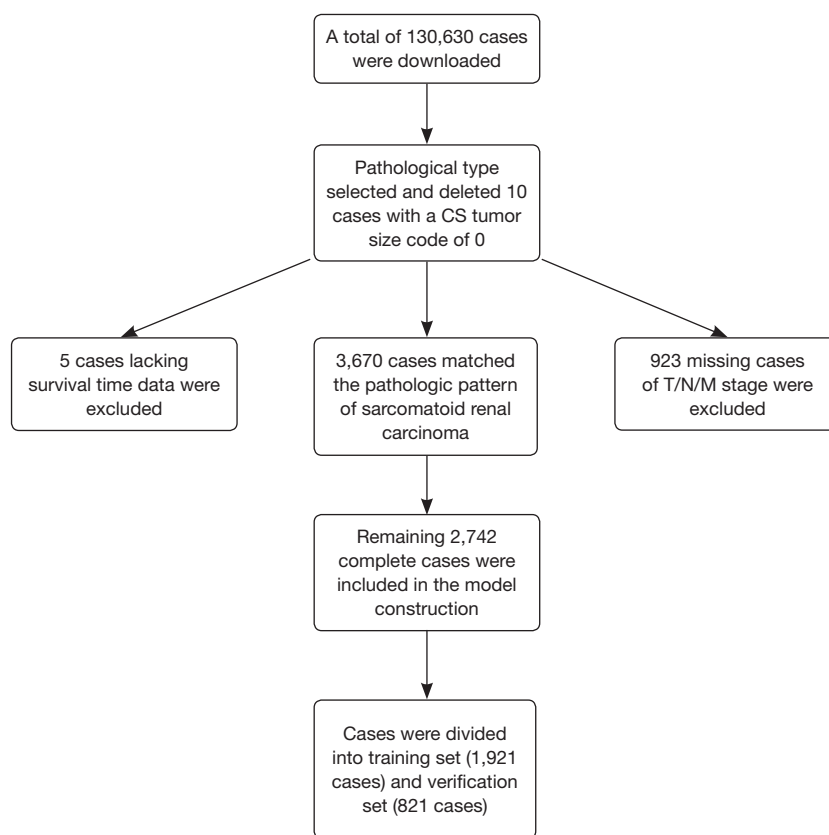 A total of 130,630 cases
were downloaded
Pathological type
selected and deleted 10
cases with a CS tumor
size code of 0
5 cases lacking
survival time data were
excluded
3,670 cases matched
the pathologic pattern
of sarcomatoid renal
carcinoma
923 missing cases
of T/N/M stage were
excluded
Remaining 2,742
complete cases were
included in the model
construction
Cases were divided
into training set (1,921
cases) and verification
set (821 cases)